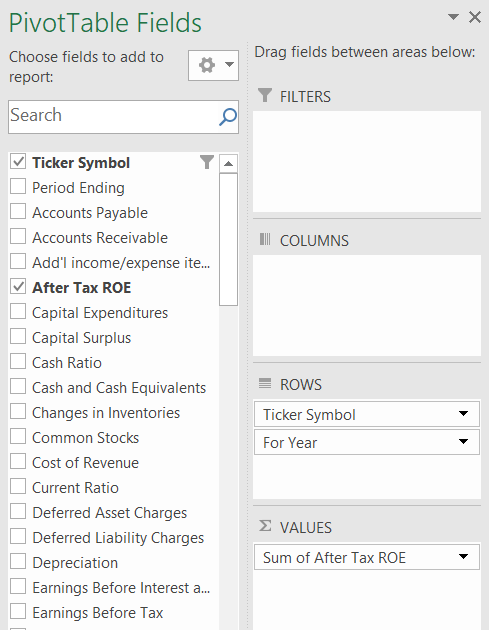 PivotTable Fields
Choose fields to add to
report:
Search
Ticker Symbol
Period Ending
Accounts Payable
Accounts Receivable
Add'l income/expense ite...
After Tax ROE
Capital Expenditures
Capital Surplus
Cash Ratio
Cash and Cash Equivalents
Changes in Inventories
Common Stocks
Cost of Revenue
Current Ratio
Deferred Asset Charges
Deferred Liability Charges
Depreciation
Earnings Before Interest a...
Earnings Before Tax
Drag fields between areas below:
FILTERS
COLUMNS
ROWS
Ticker Symbol
For Year
Σ VALUES
Sum of After Tax ROE